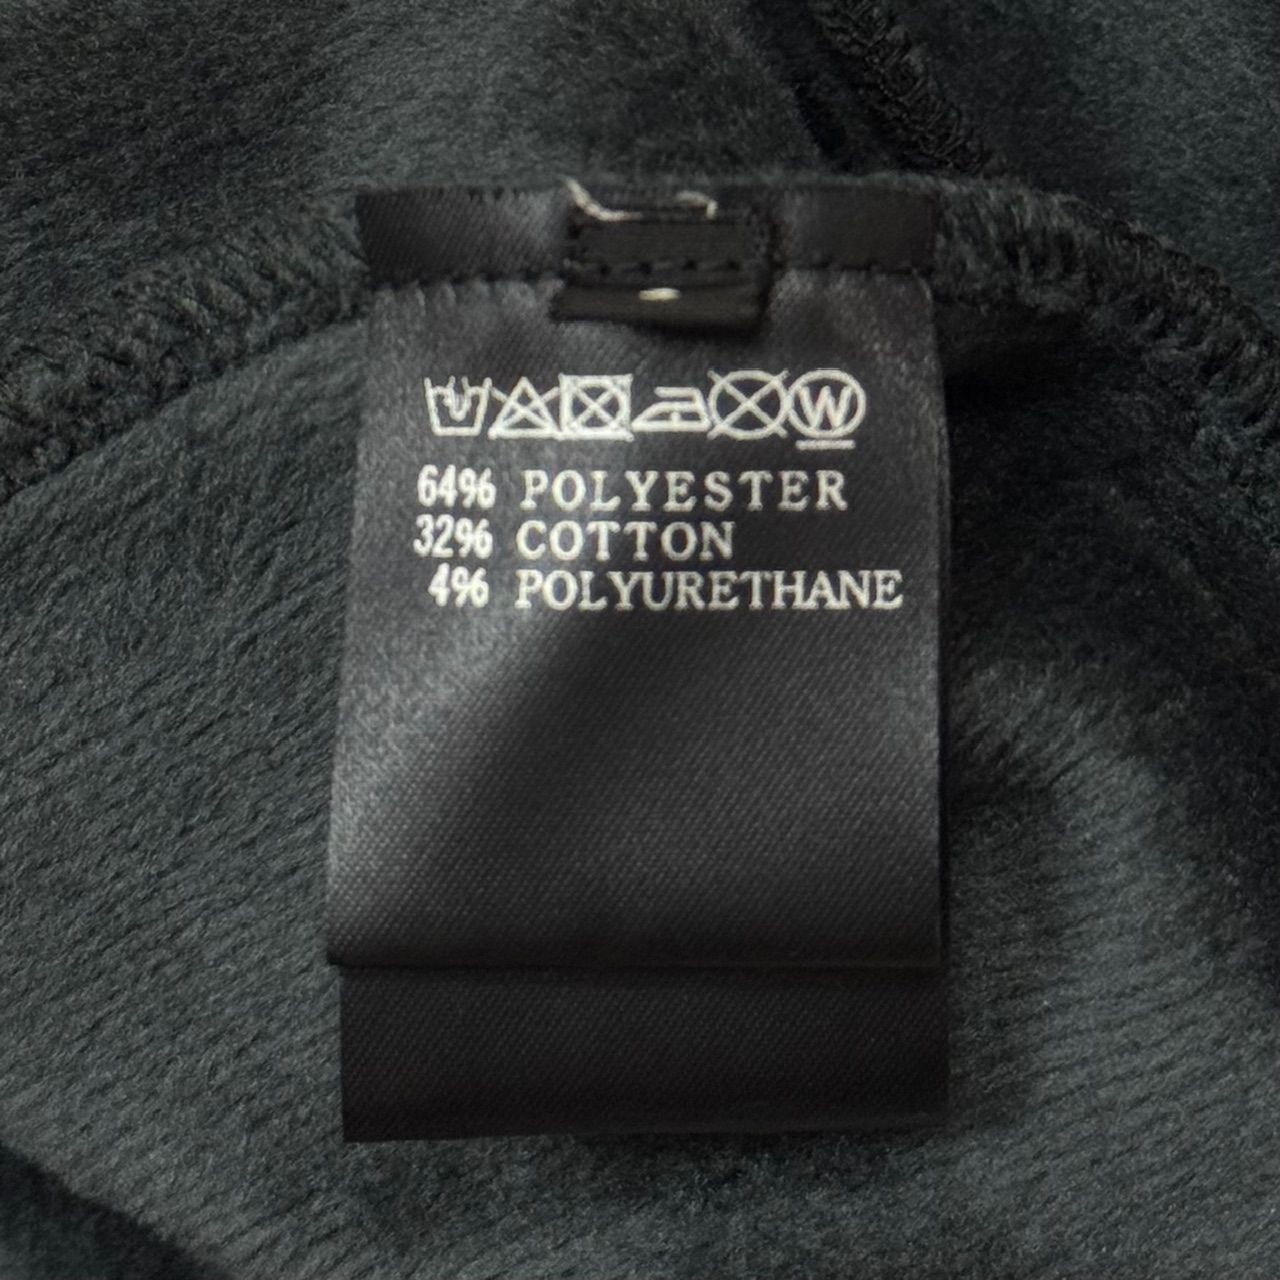 W
64% POLYESTER
32% COTTON
4% POLYURETHANE